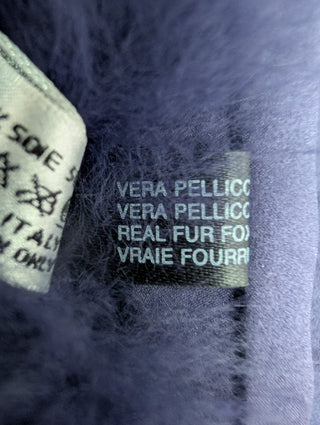 SOIE S
ITALY
ONLY
VERA PELLICC
VERA PELLICC
REAL FUR FOX
VRAIE FOURR